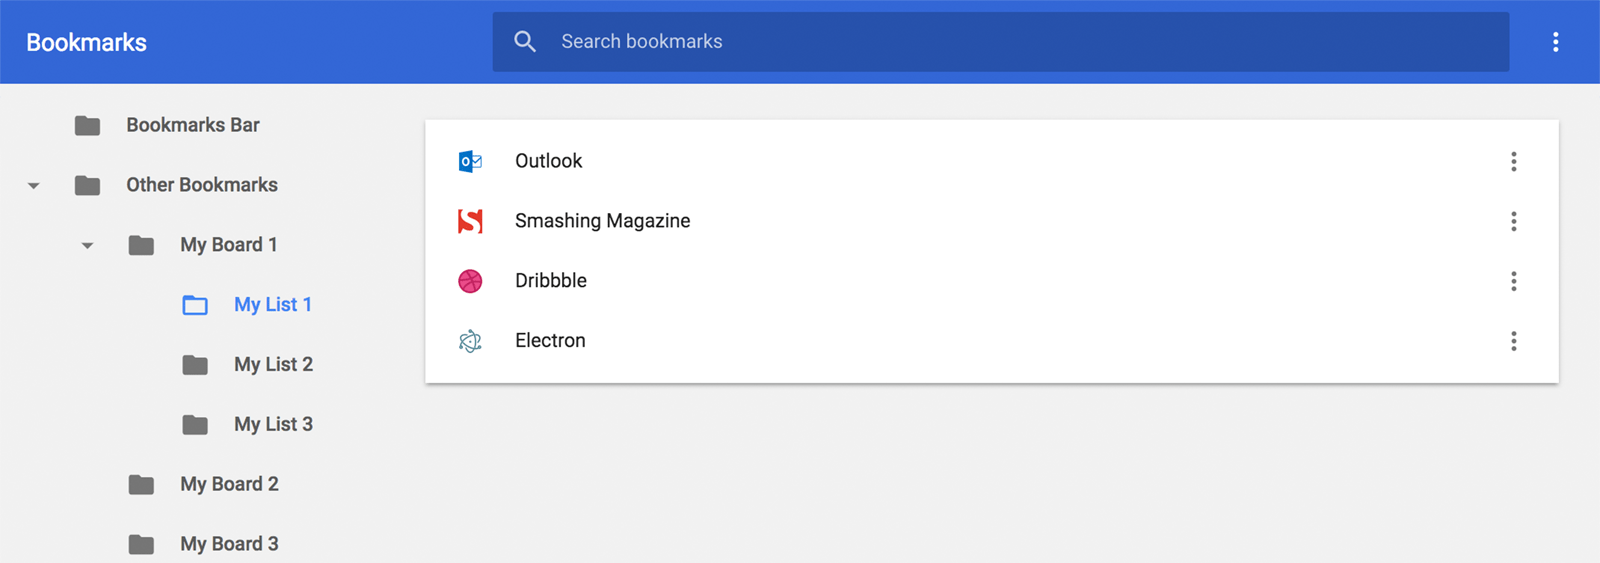 Bookmarks
Search bookmarks
Bookmarks Bar
Other Bookmarks
My Board 1
My List 1
My List 2
My List 3
My Board 2
My Board 3
Outlook
Smashing Magazine
Dribbble
Electron